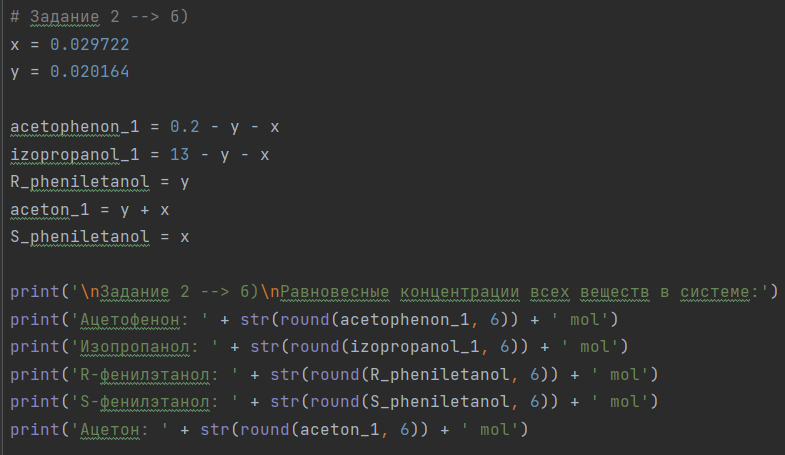 # Задание 2 --> б)
x = 0.029722
y = 0.020164
acetophenon_1 = 0.2 - y - x
izopropanol_1 = 13 - y - x
R_pheniletanol = y
aceton_1 = y + x
S_pheniletanol = x
print('\nЗадание 2 --> б)\nРавновесные концентрации всех веществ в системе:')
print('Ацетофенон: ' + str(round(acetophenon_1, 6)) + ' mol')
print('Изопропанол: ' + str(round(izopropanol_1, 6)) + ' mol')
print('R-фенилэтанол: ' + str(round(R_pheniletanol, 6)) + ' mol')
print('S-фенилэтанол: ' + str(round(S_pheniletanol, 6)) + ' mol')
print('Ацетон: ' + str(round(aceton_1, 6)) + ' mol')